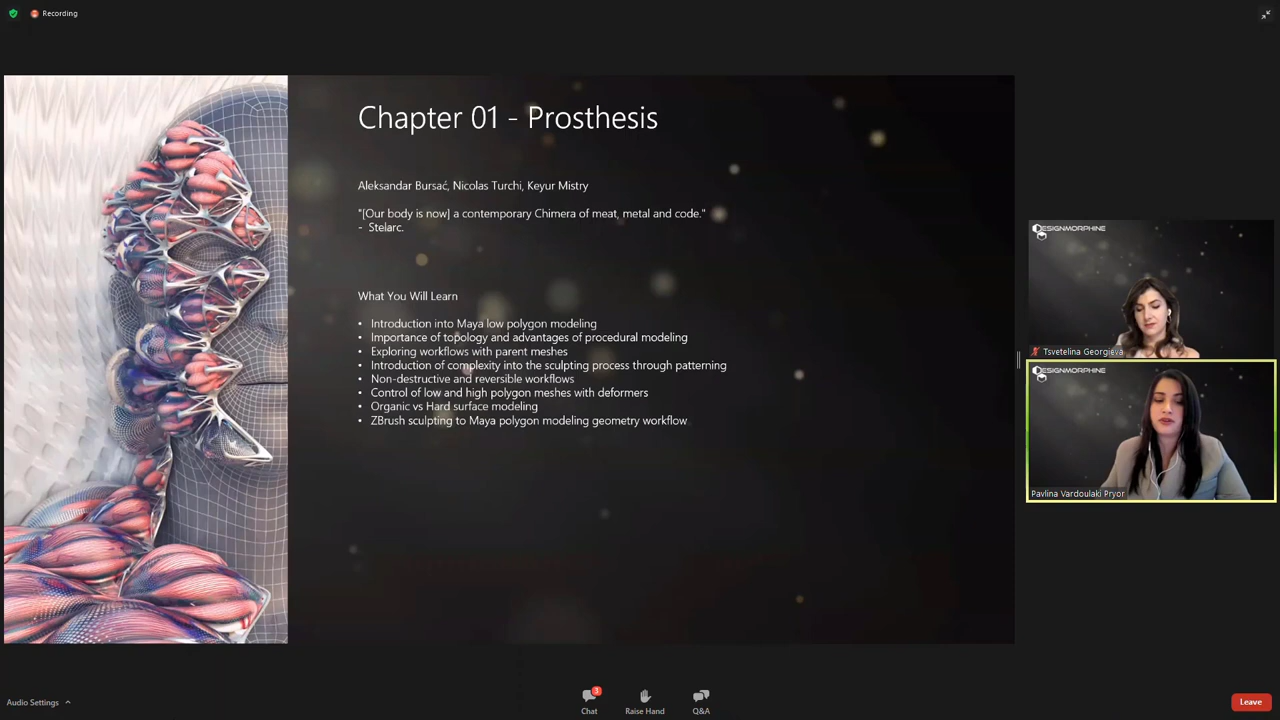 Recording
Chapter 01 - Prosthesis
Aleksandar Bursać, Nicolas Turchi, Keyur Mistry
"[Our body is now] a contemporary Chimera of meat, metal and code."
- Stelarc.
What You Will Learn
• Introduction into Maya low polygon modeling
• Importance of topology and advantages of procedural modeling
• Exploring workflows with parent meshes
• Introduction of complexity into the sculpting process through patterning
• Non-destructive and reversible workflows
• Control of low and high polygon meshes with deformers
• Organic vs Hard surface modeling
• ZBrush sculpting to Maya polygon modeling geometry workflow
DESIGNMORPHINE
Tsvetelina Georgieva
DESIGNMORPHINE
Pavlina Vardoulaki Pryor
Audio Settings
3
Chat
Raise Hand
Q&A
Leave